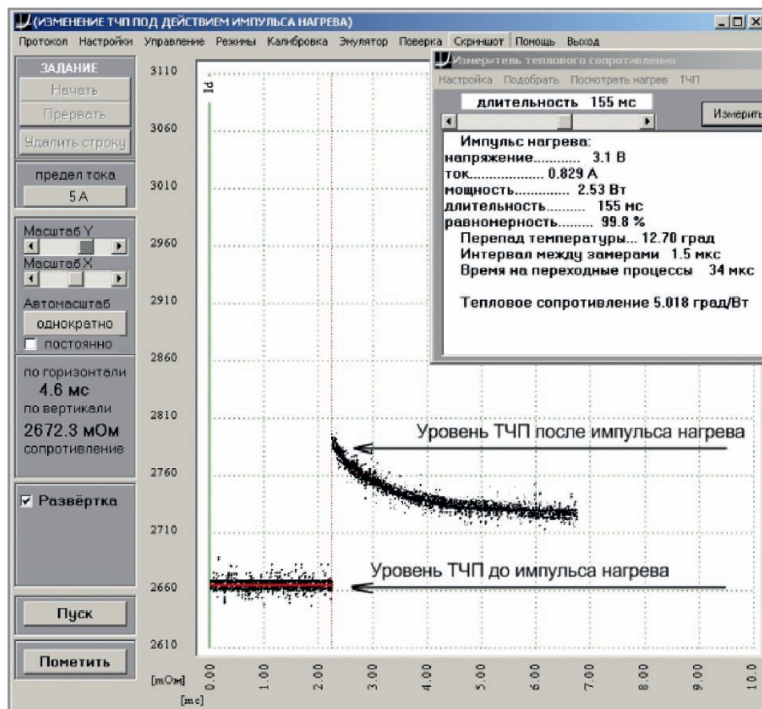 (ИЗМЕНЕНИЕ ТЧП ПОД ДЕЙСТВИЕМ ИМПУЛЬСА НАГРЕВА)
Протокол Настройки Управление Режимы Калибровка Эмулятор Поверка Скриншот Помощь Выход
ЗАДАНИЕ
Начать
Прервать
Удалить строку
предел тока
5 А
Масштаб Y
Масштаб X
Автомасштаб
однократно
постоянно
по горизонтали
4.6 мс
по вертикали
2672.3 мОм
сопротивление
Развёртка
Пуск
Пометить
3110
3060
3010
2960
2910
2860
2810
2760
2710
2660
2610
[mОм]
[mc]
Id
0.00
1.00
2.00
3.00
4.00
5.00
6.00
7.00
8.00
9.00
10.0
Уровень ТЧП после импульса нагрева
Уровень ТЧП до импульса нагрева
Измеритель теплового сопротивления
Настройка Подобрать Посмотреть нагрев ТЧП
длительность 155 мс
Измерить
Импульс нагрева:
напряжение............ 3.1 В
ток................ 0.829 А
мощность.............. 2.53 Вт
длительность 155 мс
равномерность......... 99.8 %
Перепад температуры... 12.70 град
Интервал между замерами 1.5 мкс
Время на переходные процессы 34 мкс
Тепловое сопротивление 5.018 град/Вт